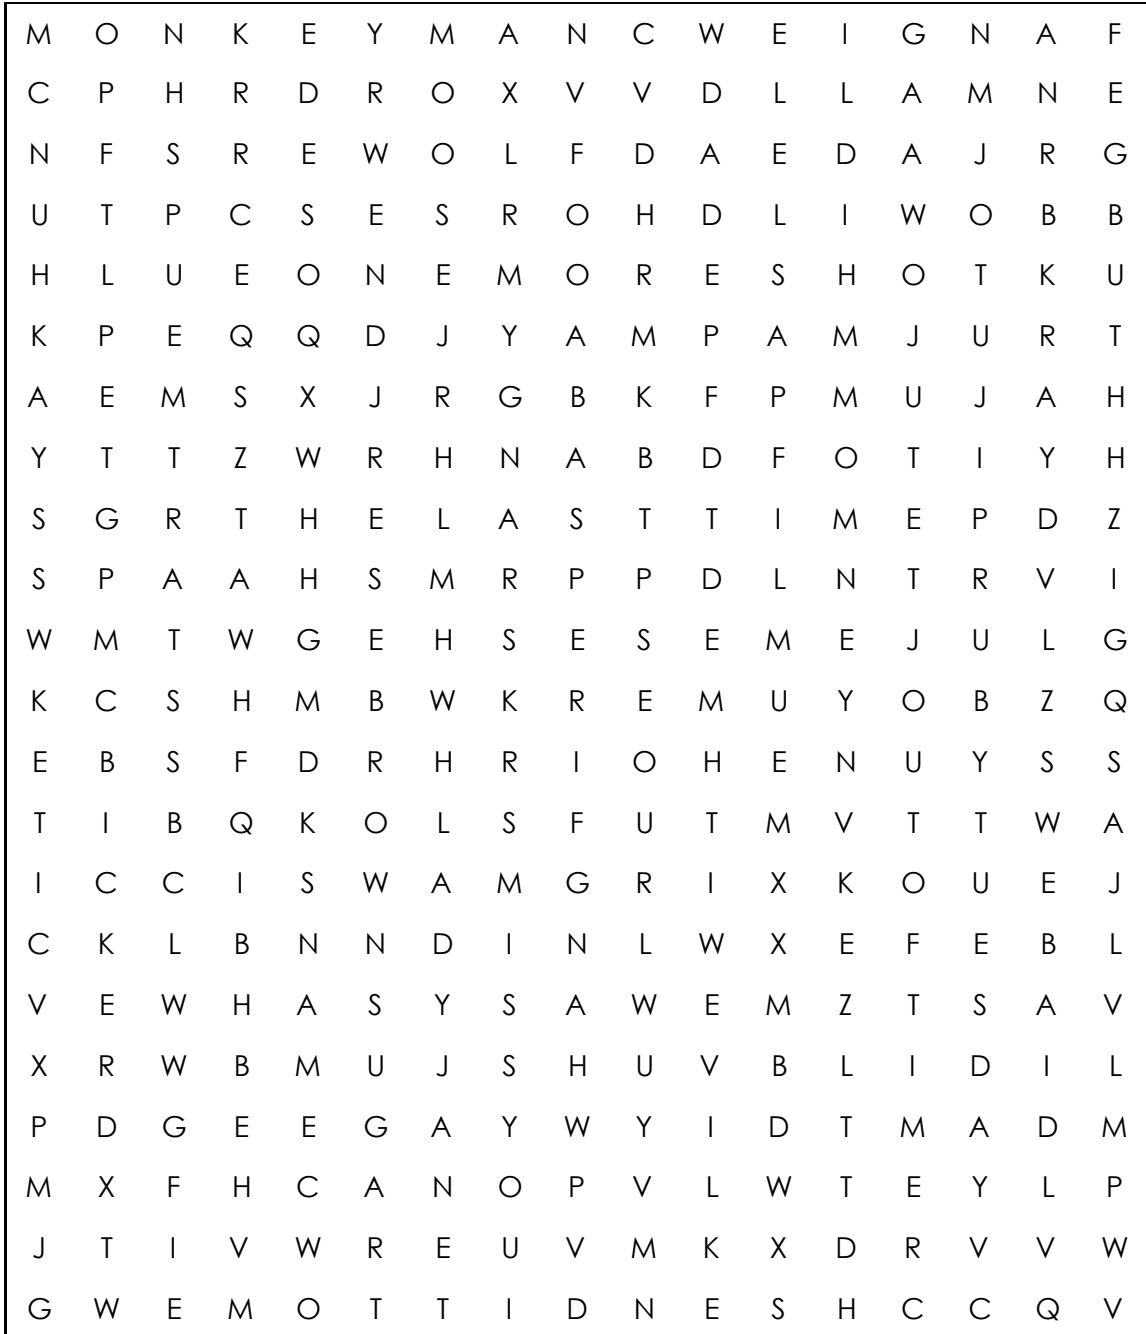 M O N K E Y M A N C W E I G N A F
C P H R D R O X V V D L L A M N E
N F S R E W O L F D A E D A J R G
U T P C S E S R O H D L I W O B B
H L U E O N E M O R E S H O T K U
K P E Q Q D J Y A M P A M J U R T
A E M S X J R G B K F P M U J A H
Y T T Z W R H N A B D F O T I Y H
S G R T H E L A S T T I M E P D Z
S P A A H S M R P P D L N T R V I
W M T W G E H S E S E M E J U L G
K C S H M B W K R E M U Y O B Z Q
E B S F D R H R I O H E N U Y S S
T I B Q K O L S F U T M V T T W A
I C C I S W A M G R I X K O U E J
C K L B N N D I N L W X E F E B L
V E W H A S Y S A W E M Z T S A V
X R W B M U J S H U V B L I D I L
P D G E E G A Y W Y I D T M A D M
M X F H C A N O P V L W T E Y L P
J T I V W R E U V M K X D R V V W
G W E M O T T I D N E S H C C Q V